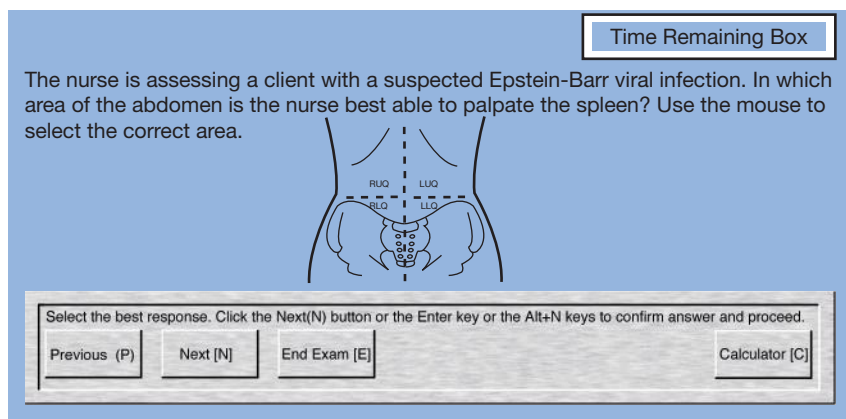 Time Remaining Box
The nurse is assessing a client with a suspected Epstein-Barr viral infection. In which
area of the abdomen is the nurse best able to palpate the spleen? Use the mouse to
select the correct area.
RUQ LUQ
RLQ LLQ
Select the best response. Click the Next(N) button or the Enter key or the Alt+N keys to confirm answer and proceed.
Previous (P) Next [N] End Exam [E] Calculator [C]